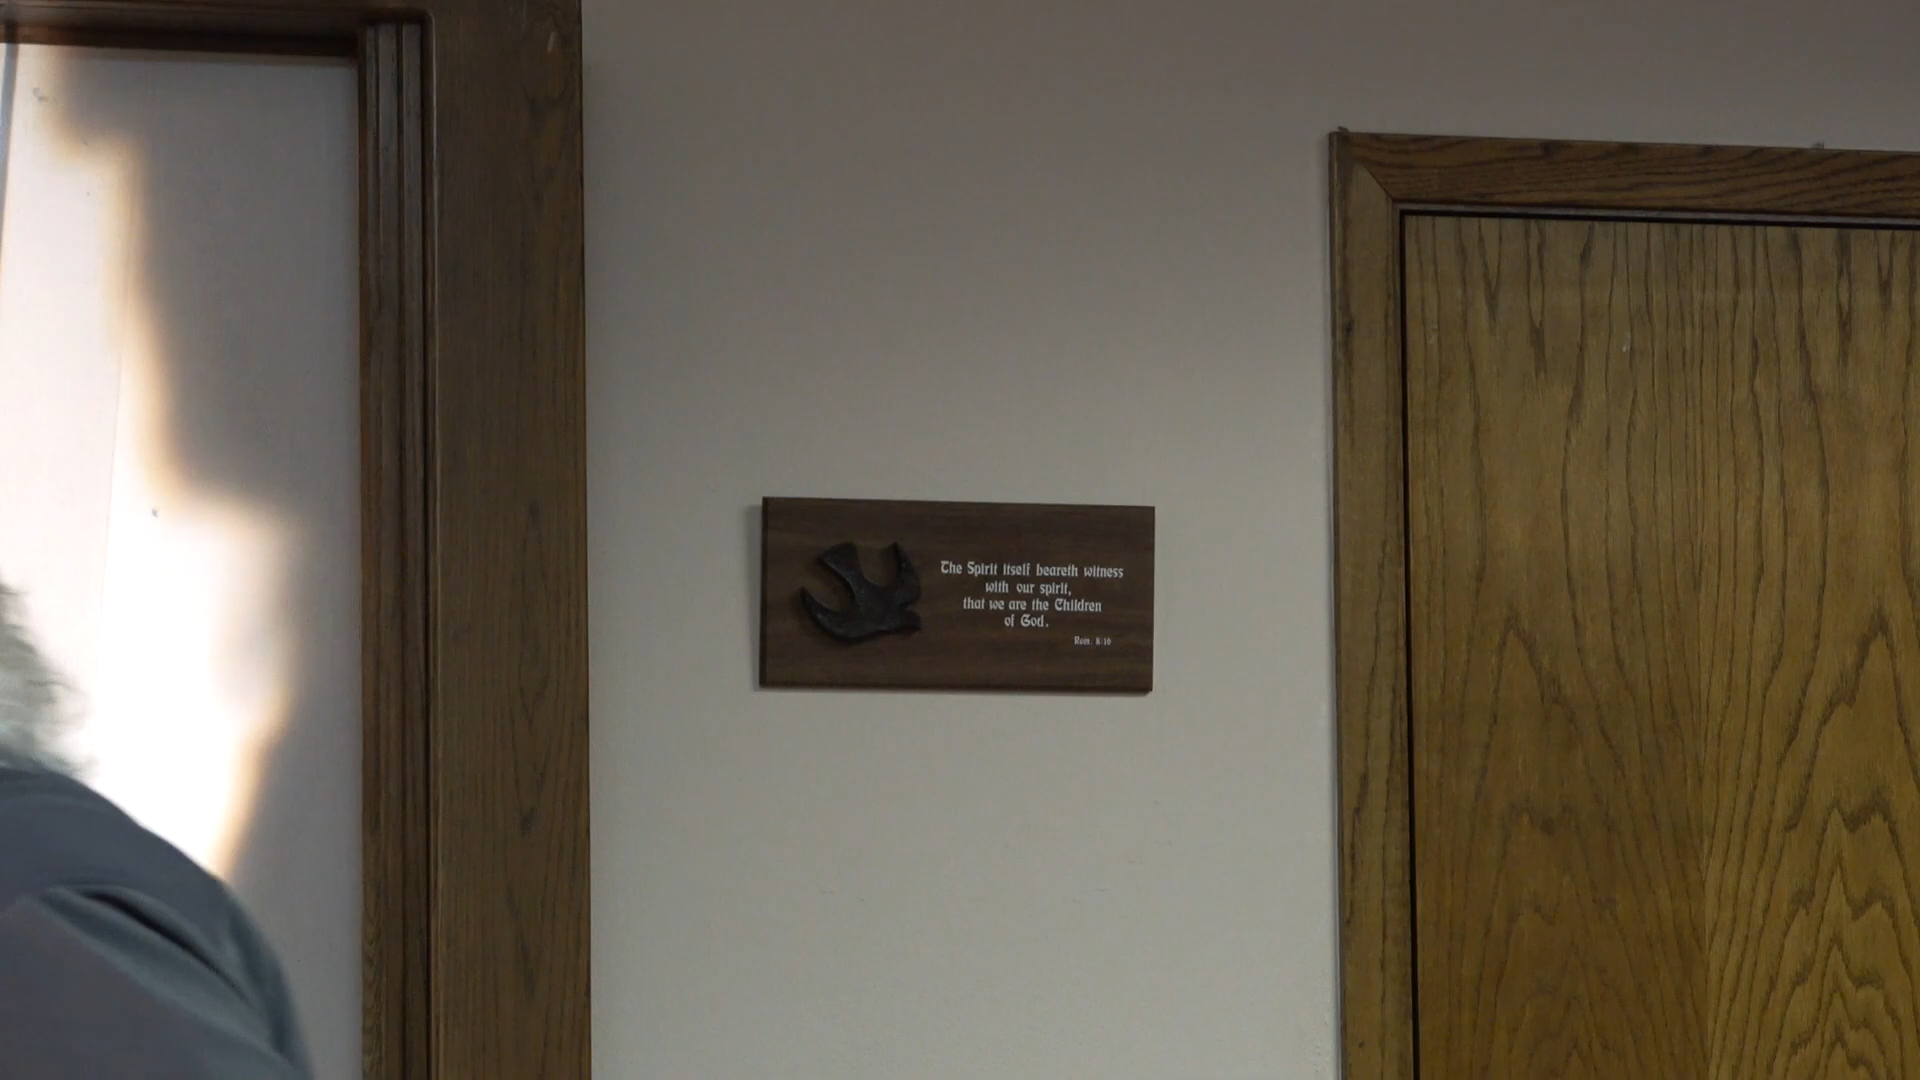 The Spirit itself beareth witness
with our spirit,
that we are the Children
of God.
Rom. 8:16